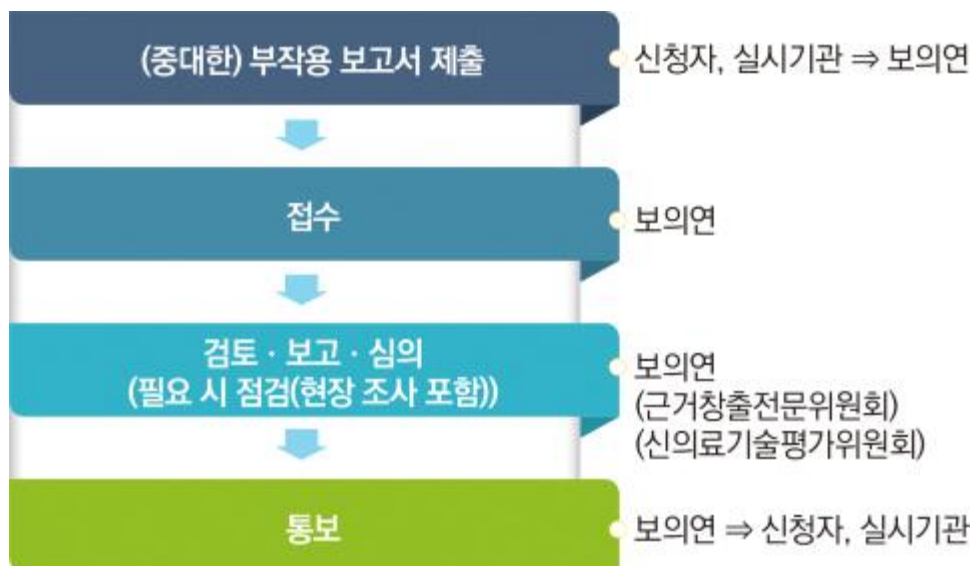 (중대한) 부작용 보고서 제출
신청자, 실시기관 ⇒ 보의연
접수
보의연
검토 · 보고 · 심의
(필요 시 점검(현장 조사 포함))
보의연
(근거창출전문위원회)
(신의료기술평가위원회)
통보
보의연 ⇒ 신청자, 실시기관